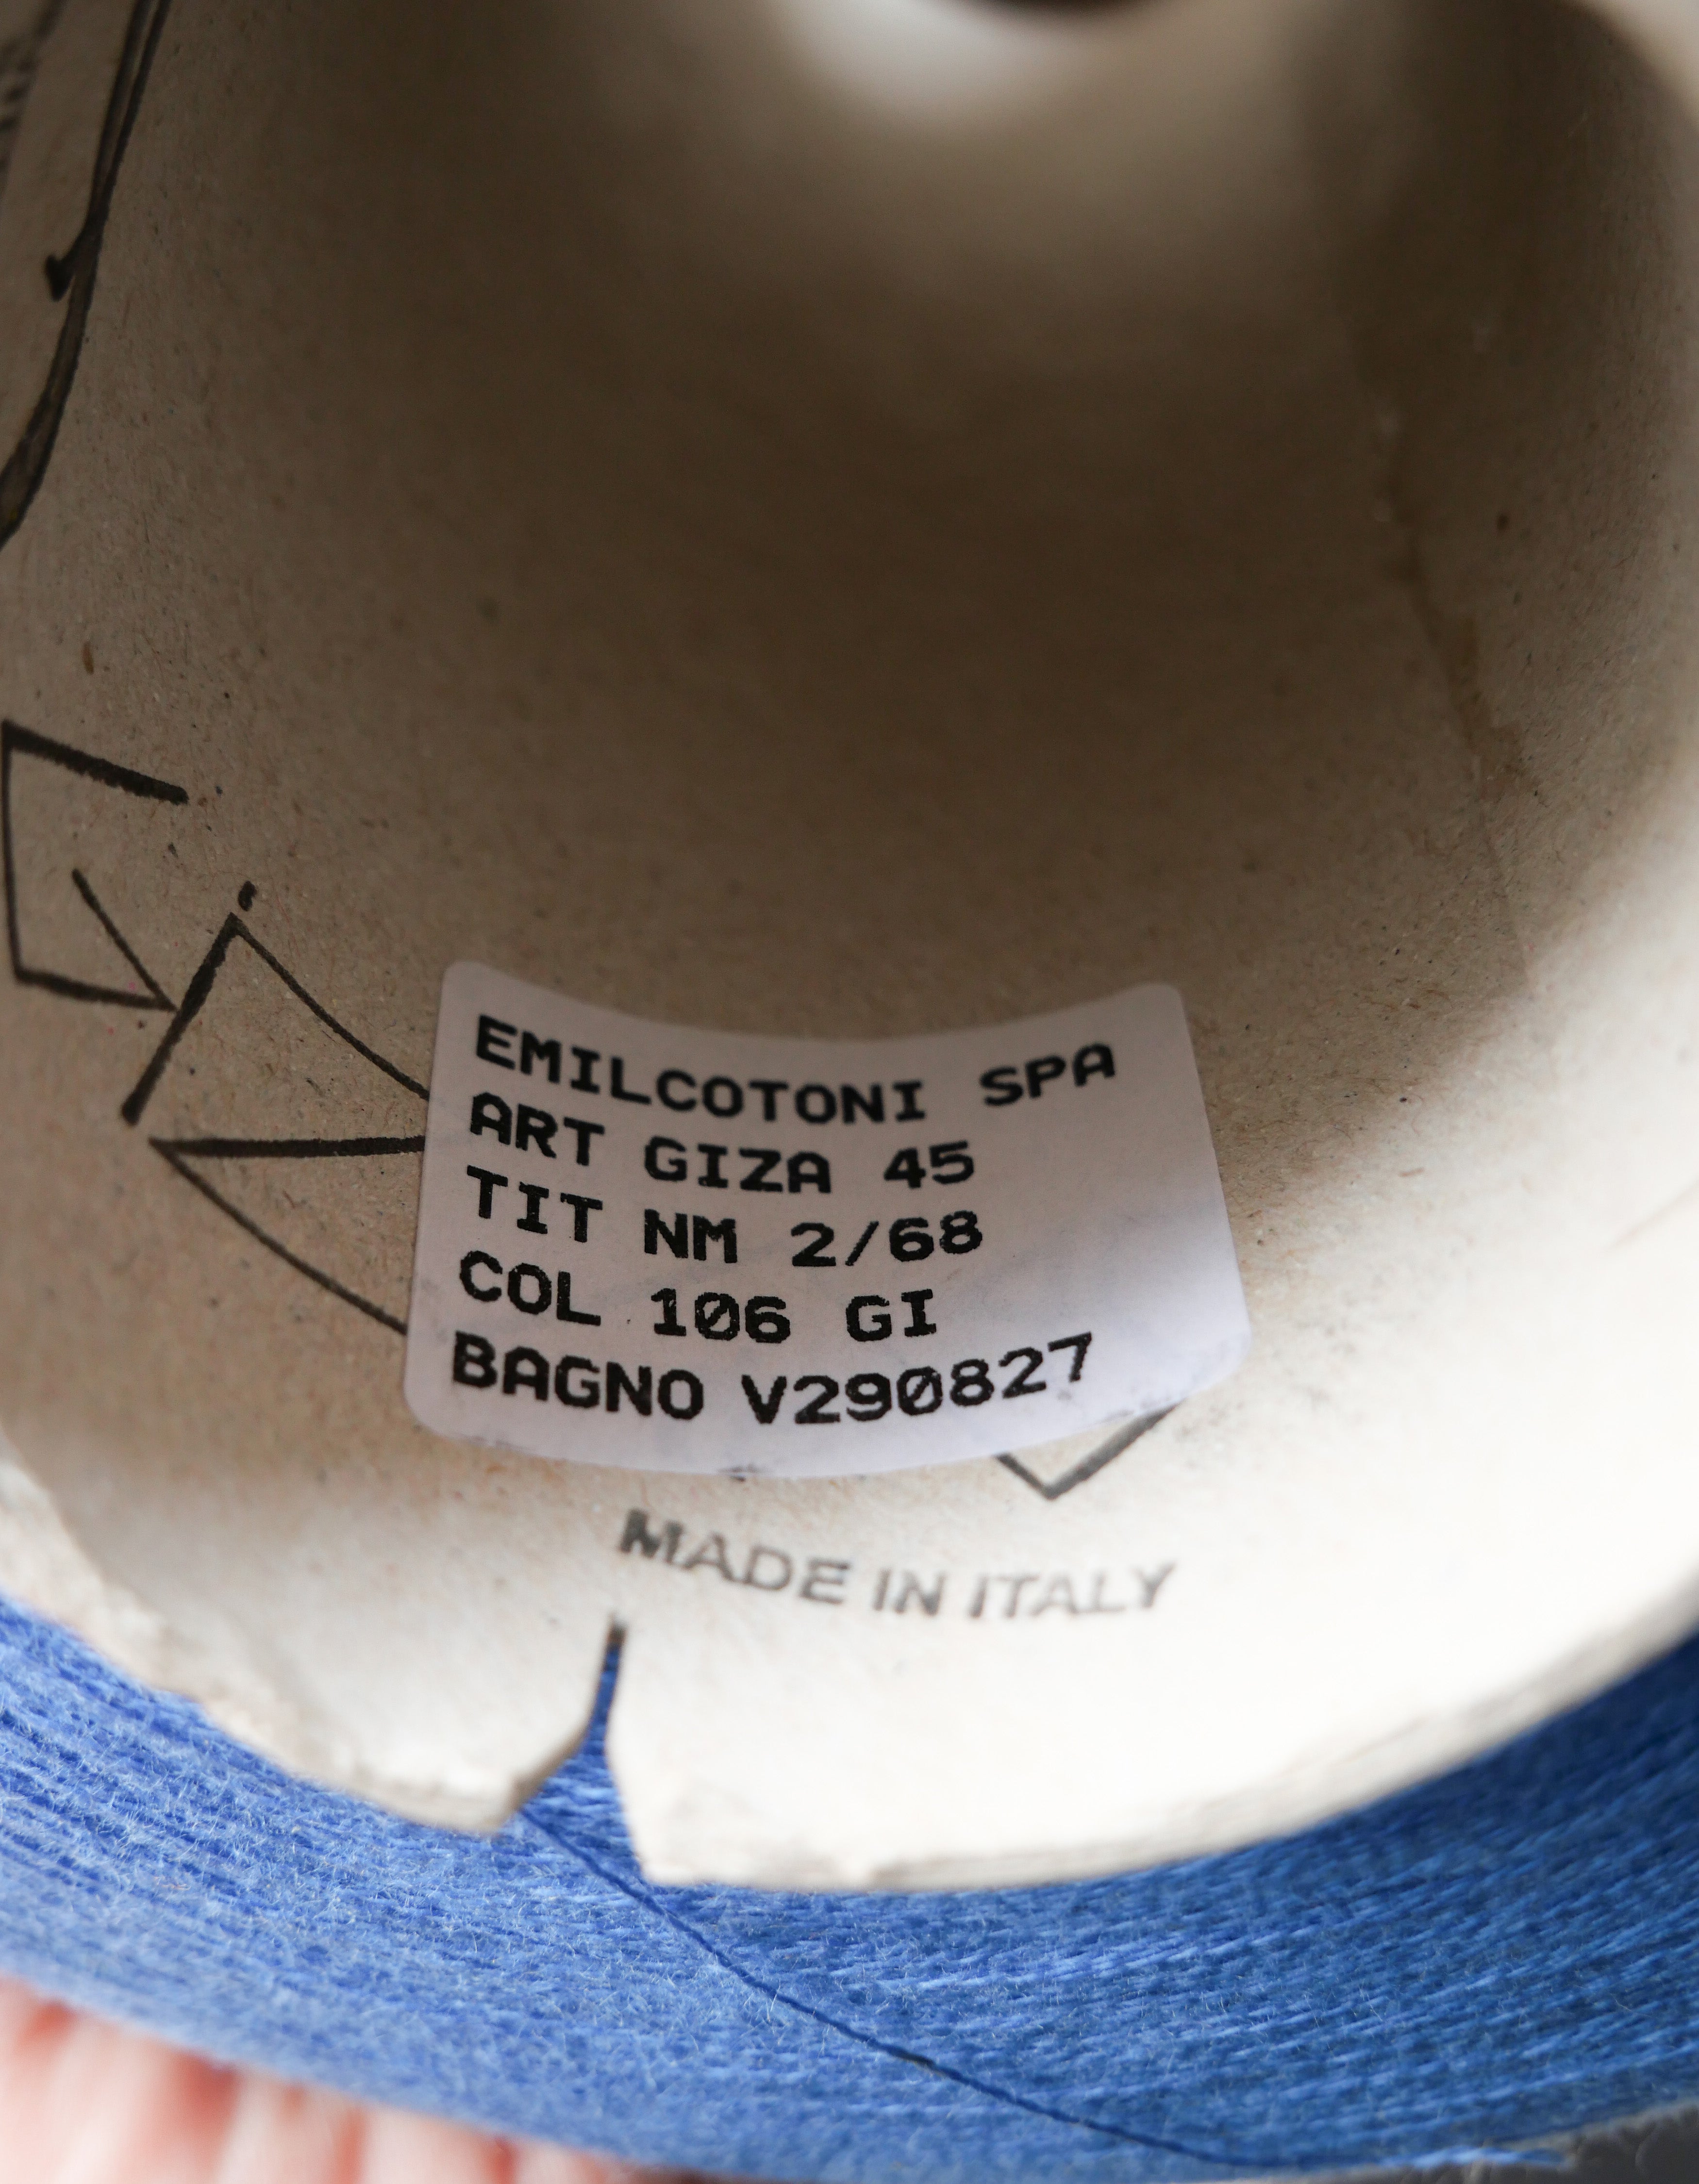 EMILCOTONI SPA
ART GIZA 45
TIT NM 2/68
COL 106 GI
BAGNO V290827
MADE IN ITALY